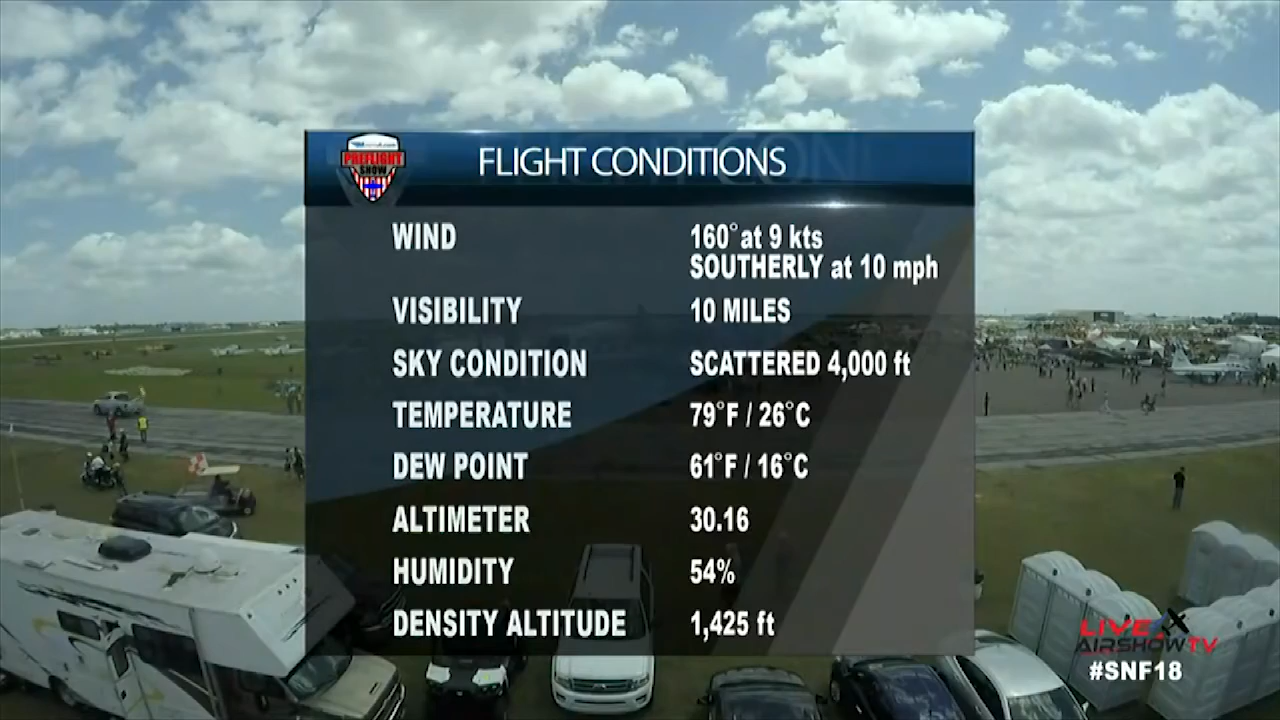 PREFLIGHT
SHOW
FLIGHT CONDITIONS
WIND 160° at 9 kts
SOUTHERLY at 10 mph
VISIBILITY 10 MILES
SKY CONDITION SCATTERED 4,000 ft
TEMPERATURE 79°F / 26°C
DEW POINT 61°F / 16°C
ALTIMETER 30.16
HUMIDITY 54%
DENSITY ALTITUDE 1,425 ft
LIVE
AIRSHOW TV
#SNF18